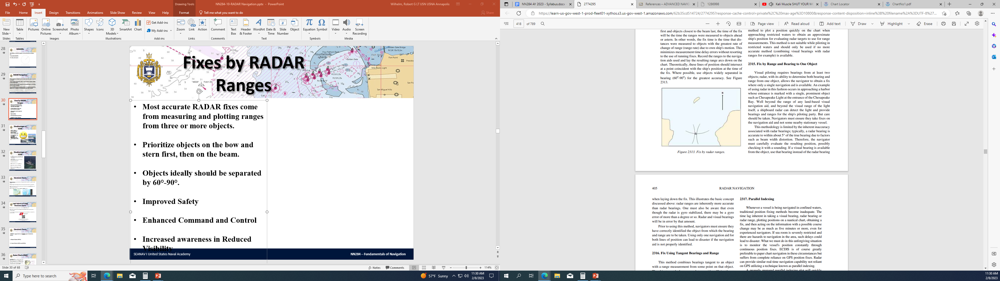 NN284-10-RADAR Navigation.pptx - PowerPoint
Drawing Tools
Wilhelm, Robert G LT USN USNA Annapolis
File Home Insert Design Transitions Animations Slide Show Review View Help Format Tell me what you want to do Share
New Slide Table Pictures Online Pictures Screenshot Photo Album Shapes Icons 3D Models SmartArt Chart Get Add-ins My Add-ins Zoom Link Action Comment Text Box Header & Footer WordArt Date & Time Slide Number Object Equation Symbol Video Audio Screen Recording
Slides Tables Images Illustrations Add-ins Links Comments Text Symbols Media
28
29
RADAR Navigation
30
Fixes by RADAR Ranges
31
Disadvantages of ECDIS
32
Disadvantages of ECDIS
33
Electronic Charts
34
Legal Aspects of Using Electronic Charts
35
Electronic Charts
36
Fixes by RADAR
Ranges
• Most accurate RADAR fixes come
from measuring and plotting ranges
from three or more objects.
• Prioritize objects on the bow and
stern first, then on the beam.
• Objects ideally should be separated
by 60°-90°.
• Improved Safety
• Enhanced Command and Control
• Increased awareness in Reduced
Visibility
SEANAV I United States Naval Academy
NN284 – Fundamentals of Navigation
Slide 30 of 68
Notes Comments 114%
Type here to search
57°F Sunny
11:30 AM
2/8/2023
NN284 AY 2023 - Syllabus.docx
2774295
References – ADVANCED NAVIG
1286998
Kali Muscle SHUT YOUR M
Chart Locator
ChartNo1.pdf
https://learn-us-gov-west-1-prod-fleet01-xythos.s3.us-gov-west-1.amazonaws.com/62b35cd514724/2774295?response-cache-control=private%2C%20max-age%3D10800&response-content-disposition=inline%3B%20filename%2A%3DUTF-8%27...
418 of 789
Page view Read aloud Add text Draw Highlight Erase
first and objects closest to the beam last, the time of the fix
will be the time the ranges were measured to objects ahead
or astern. In other words, the fix time is the time that dis-
tances were measured to objects with the greatest rate of
change of range (range rate) due to own ship's motion. This
minimizes measurement time delay errors without resorting
to the use of running fixes. Record the ranges to the naviga-
tion aids used and lay the resulting range arcs down on the
chart. Theoretically, these lines of position should intersect
at a point coincident with the ship's position at the time of
the fix. Where possible, use objects widely separated in
bearing (60°-90°) for the greatest accuracy. See Figure
2313.
N
Figure 2313. Fix by radar ranges.
method to plot a position quickly on the chart when
approaching restricted waters to obtain an approximate
ship's position for evaluating radar targets to use for range
measurements. This method is not suitable while piloting in
restricted waters and should only be used if no more
accurate method (combining visual bearings with radar
ranges for example) is available.
2315. Fix by Range and Bearing to One Object
Visual piloting requires bearings from at least two
objects; radar, with its ability to determine both bearing and
range from one object, allows the navigator to obtain a fix
where only a single navigation aid is available. An example
of using radar in this fashion occurs in approaching a harbor
whose entrance is marked with a single, prominent object
such as Chesapeake Light at the entrance of the Chesapeake
Bay. Well beyond the range of any land-based visual
navigation aid, and beyond the visual range of the light
itself, a shipboard radar can detect the light and provide
bearings and ranges for the ship's piloting party. But care
should be taken. Navigators must ensure they take fixes on
the navigation aid and not some nearby stationary vessel.
This methodology is limited by the inherent inaccuracy
associated with radar bearings; typically, a radar bearing is
accurate to within about 5° of the true bearing due to factors
such as beam width distortion. Therefore, the navigator
must carefully evaluate the resulting position, possibly
checking it with a sounding. If a visual bearing is available
from the object, use that bearing instead of the radar bearing
405
RADAR NAVIGATION
when laying down the fix. This illustrates the basic concept
discussed above: radar ranges are inherently more accurate
than radar bearings. One must also be aware that even
though the radar is gyro stabilized, there may be a gyro
error of more than a degree or so. Radar and visual bearings
will be in error by that amount.
Prior to using this method, navigators must ensure they
have correctly identified the object from which the bearing
and range are to be taken. Using only one navigation aid for
both lines of position can lead to disaster if the navigation
aid is not properly identified.
2316. Fix Using Tangent Bearings and Range
This method combines bearings tangent to an object
with a range measurement from some point on that object.
2317. Parallel Indexing
Whenever a vessel is being navigated in confined waters,
traditional position fixing methods become inadequate. The
time lag inherent in taking a visual bearing, radar bearing or
radar range, plotting positions on a nautical chart, obtaining a
fix, and then acting on the information with a possible course
change may be as much as five minutes or more, even for
experienced navigators. If sea room is severely restricted and
there are hazards to navigation in the area, such delays could
lead to disaster. What we must do in this unforgiving situation
is to monitor the vessel's position constantly through
continuous position fixes. ECDIS is of course greatly
preferable to paper chart navigation in these circumstances but
suffers from complete reliance on GPS position fixes. Radar
can provide similar real-time navigation capability not reliant
on GPS utilizing a technique known as parallel indexing.
A properly prepared parallel indexing plot will quickly
11:30 AM
2/8/2023